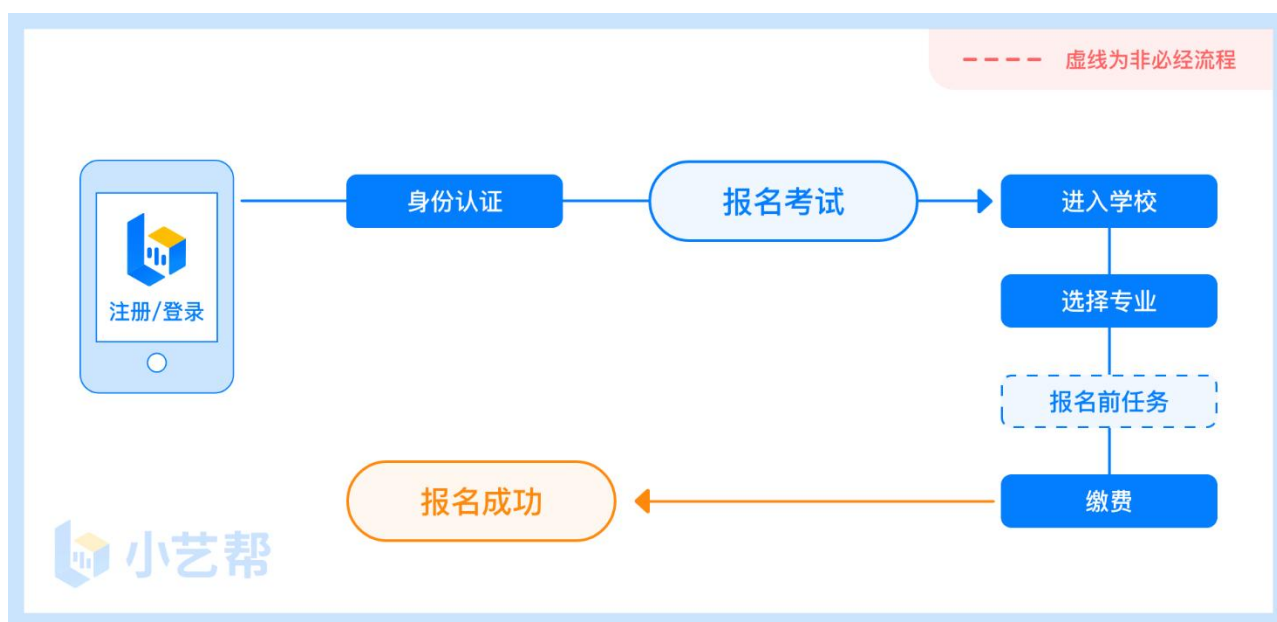 虚线为非必经流程
注册/登录
身份认证
报名考试
进入学校
选择专业
报名前任务
缴费
报名成功
小艺帮